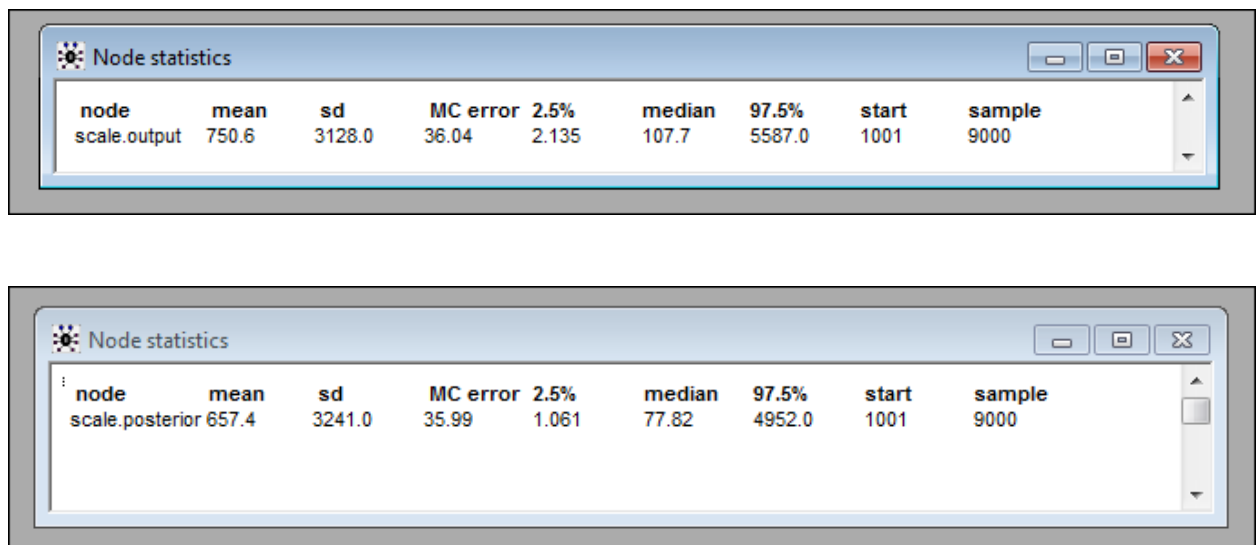 Node statistics
node mean sd MC error 2.5% median 97.5% start sample
scale.output 750.6 3128.0 36.04 2.135 107.7 5587.0 1001 9000
Node statistics
node mean sd MC error 2.5% median 97.5% start sample
scale.posterior 657.4 3241.0 35.99 1.061 77.82 4952.0 1001 9000